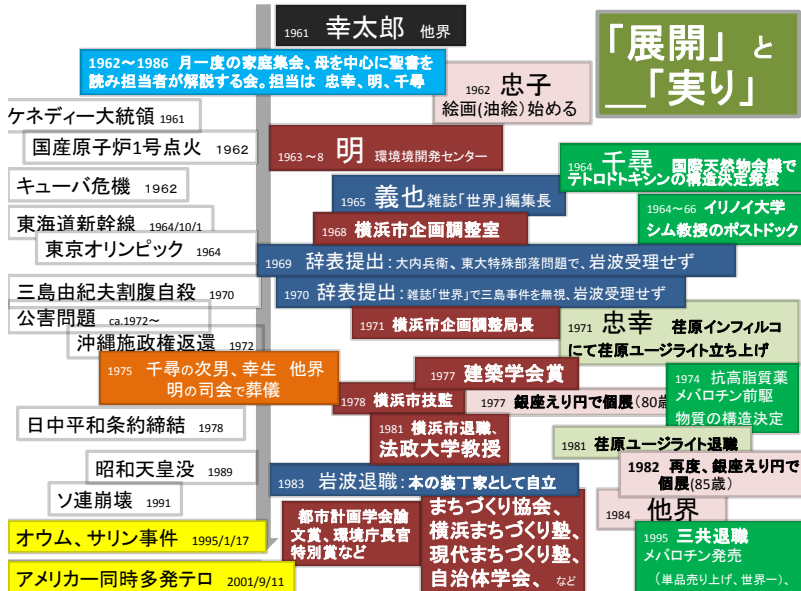 1961 幸太郎 他界
「展開」と
「実り」
1962～1986 月一度の家庭集会、母を中心に聖書を
読み担当者が解説する会。担当は 忠幸、明、千尋
1962 忠子
絵画(油絵)始める
ケネディー大統領 1961
国産原子炉1号点火 1962
1963～8 明 環境境開発センター
1964 千尋 国際天然物会議で
テトロドトキシンの構造決定発表
キューバ危機 1962
1965 義也 雑誌「世界」編集長
1964～66 イリノイ大学
シム教授のポストドック
東海道新幹線 1964/10/1
1968 横浜市企画調整室
東京オリンピック 1964
1969 辞表提出：大内兵衛、東大特殊部落問題で、岩波受理せず
三島由紀夫割腹自殺 1970
1970 辞表提出：雑誌「世界」で三島事件を無視、岩波受理せず
公害問題 ca.1972～
1971 横浜市企画調整局長
1971 忠幸 荏原インフィルコ
にて荏原ユージライト立ち上げ
沖縄施政権返還 1972
1975 千尋の次男、幸生 他界
明の司会で葬儀
1977 建築学会賞
1974 抗高脂質薬
メバロチン前駆
物質の構造決定
1978 横浜市技監
1977 銀座えり円で個展(80歳
日中平和条約締結 1978
1981 横浜市退職、
法政大学教授
1981 荏原ユージライト退職
昭和天皇没 1989
1983 岩波退職：本の装丁家として自立
1982 再度、銀座えり円で
個展(85歳)
ソ連崩壊 1991
1984 他界
都市計画学会論
文賞、環境庁長官
特別賞など
まちづくり協会、
横浜まちづくり塾、
現代まちづくり塾、
自治体学会、 など
オウム、サリン事件 1995/1/17
1995 三共退職
メバロチン発売
（単品売り上げ、世界一）、
アメリカ一同時多発テロ 2001/9/11